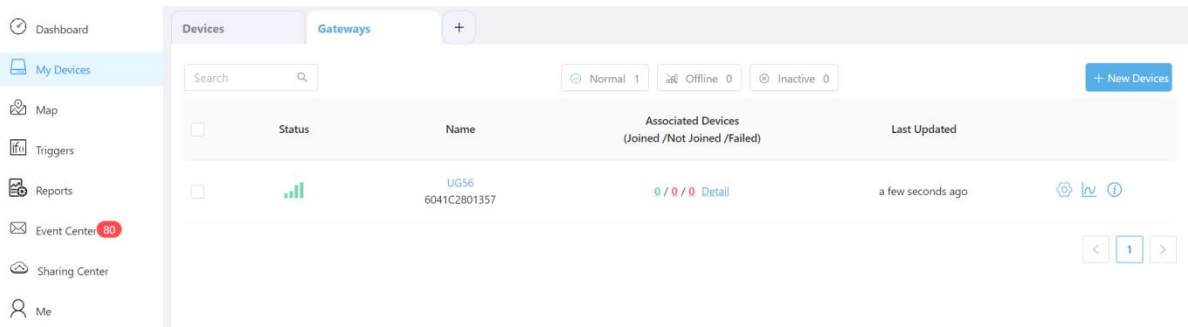 Dashboard
My Devices
Map
Triggers
Reports
Event Center 80
Sharing Center
Me
Devices Gateways +
Search
Normal 1 Offline 0 Inactive 0
+ New Devices
Status Name Associated Devices
(Joined /Not Joined /Failed) Last Updated
UG56
6041C2801357
0 / 0 / 0 Detail
a few seconds ago
< 1 >